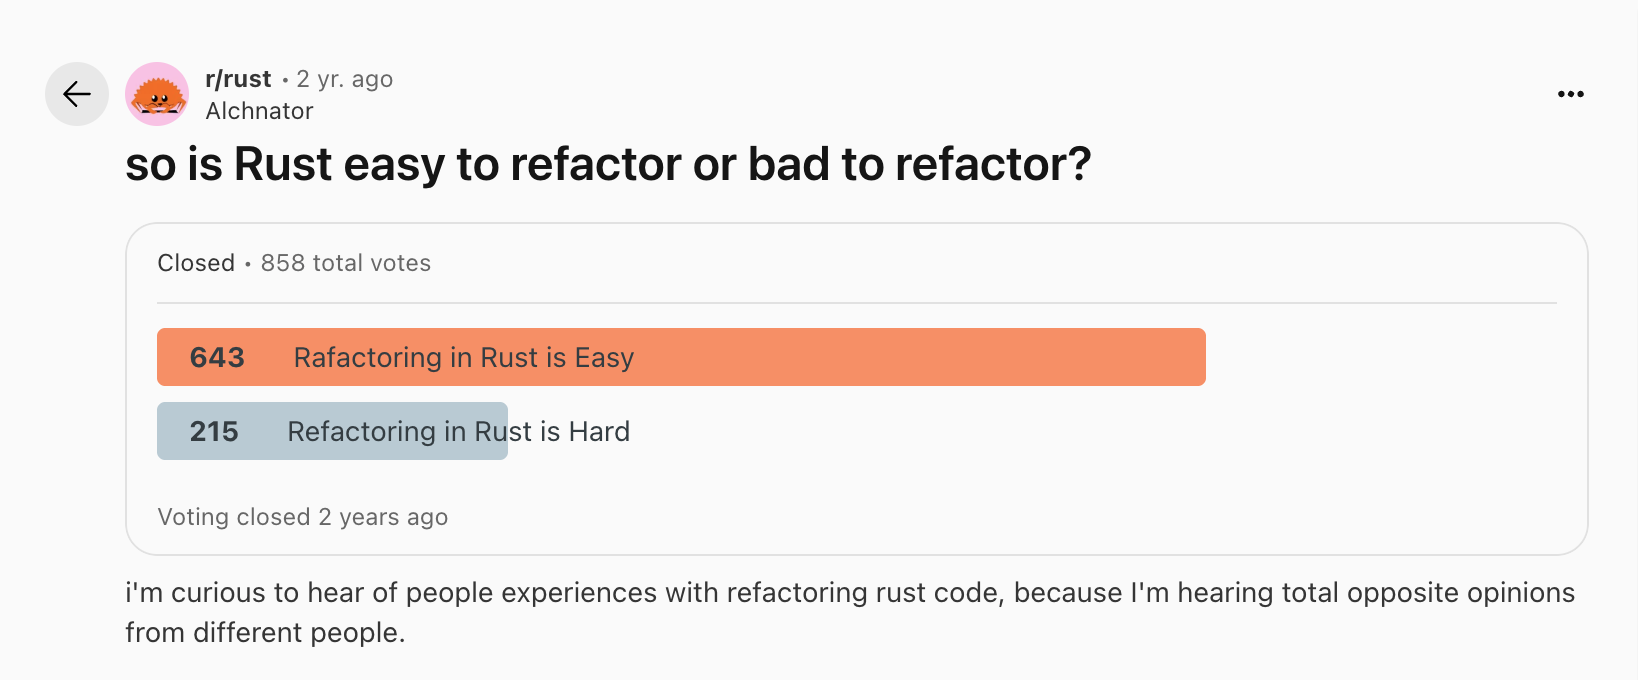 r/rust • 2 yr. ago
Alchnator
so is Rust easy to refactor or bad to refactor?
Closed • 858 total votes
643 Rafactoring in Rust is Easy
215 Refactoring in Rust is Hard
Voting closed 2 years ago
i'm curious to hear of people experiences with refactoring rust code, because I'm hearing total opposite opinions
from different people.